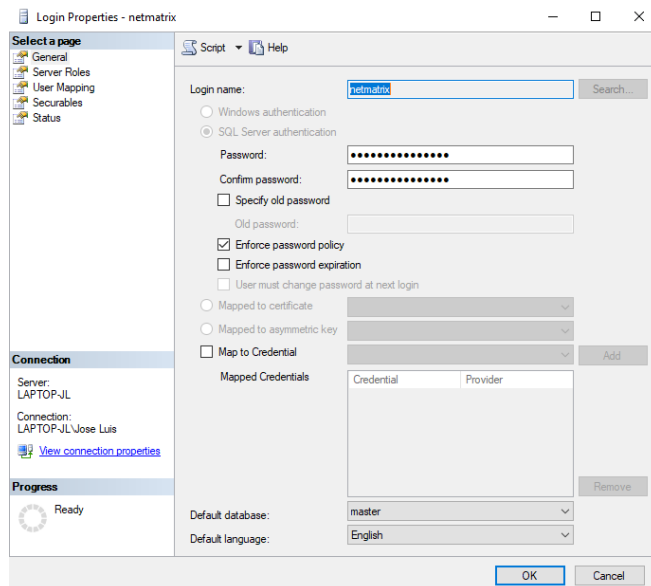 Login Properties - netmatrix
Select a page
General
Server Roles
User Mapping
Securables
Status
Connection
Server:
LAPTOP-JL
Connection:
LAPTOP-JL\Jose Luis
View connection properties
Progress
Ready
Script Help
Login name: netmatrix Search...
Windows authentication
SQL Server authentication
Password: ●●●●●●●●●●●●●●●
Confirm password: ●●●●●●●●●●●●●●●
Specify old password
Old password:
Enforce password policy
Enforce password expiration
User must change password at next login
Mapped to certificate
Mapped to asymmetric key
Map to Credential Add
Mapped Credentials Credential Provider
Remove
Default database: master
Default language: English
OK Cancel